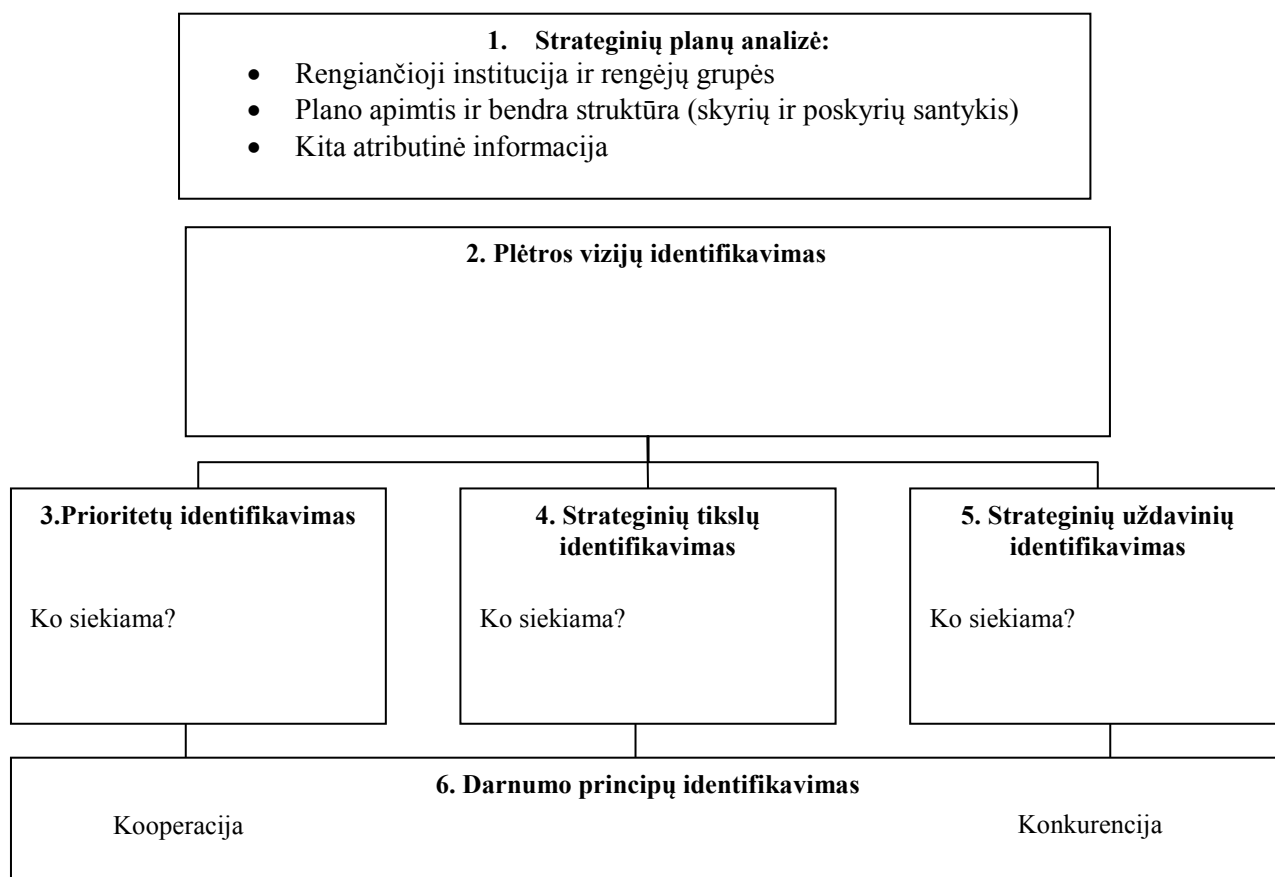 1. Strateginių planų analizė:
• Rengiančioji institucija ir rengėjų grupės
• Plano apimtis ir bendra struktūra (skyrių ir poskyrių santykis)
• Kita atributinė informacija
2. Plėtros vizijų identifikavimas
3.Prioritetų identifikavimas
Ko siekiama?
4. Strateginių tikslų
identifikavimas
Ko siekiama?
5. Strateginių uždavinių
identifikavimas
Ko siekiama?
6. Darnumo principų identifikavimas
Kooperacija
Konkurencija